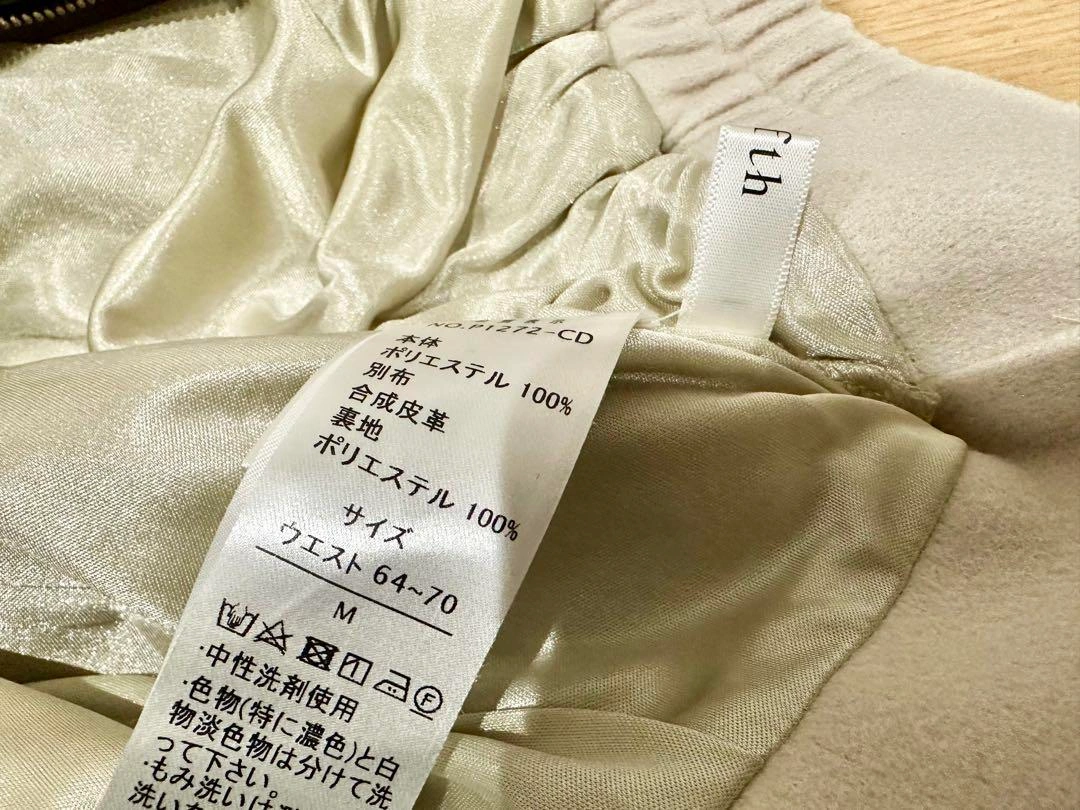 fth
NO.P1272-CD
本体
ポリエステル 100%
別布
合成皮革
裏地
ポリエステル 100%
サイズ
ウエスト 64~70
M
F
・中性洗剤使用
・色物(特に濃色)と白
物淡色物は分けて洗
って下さい。
・もみ洗いは
洗いを